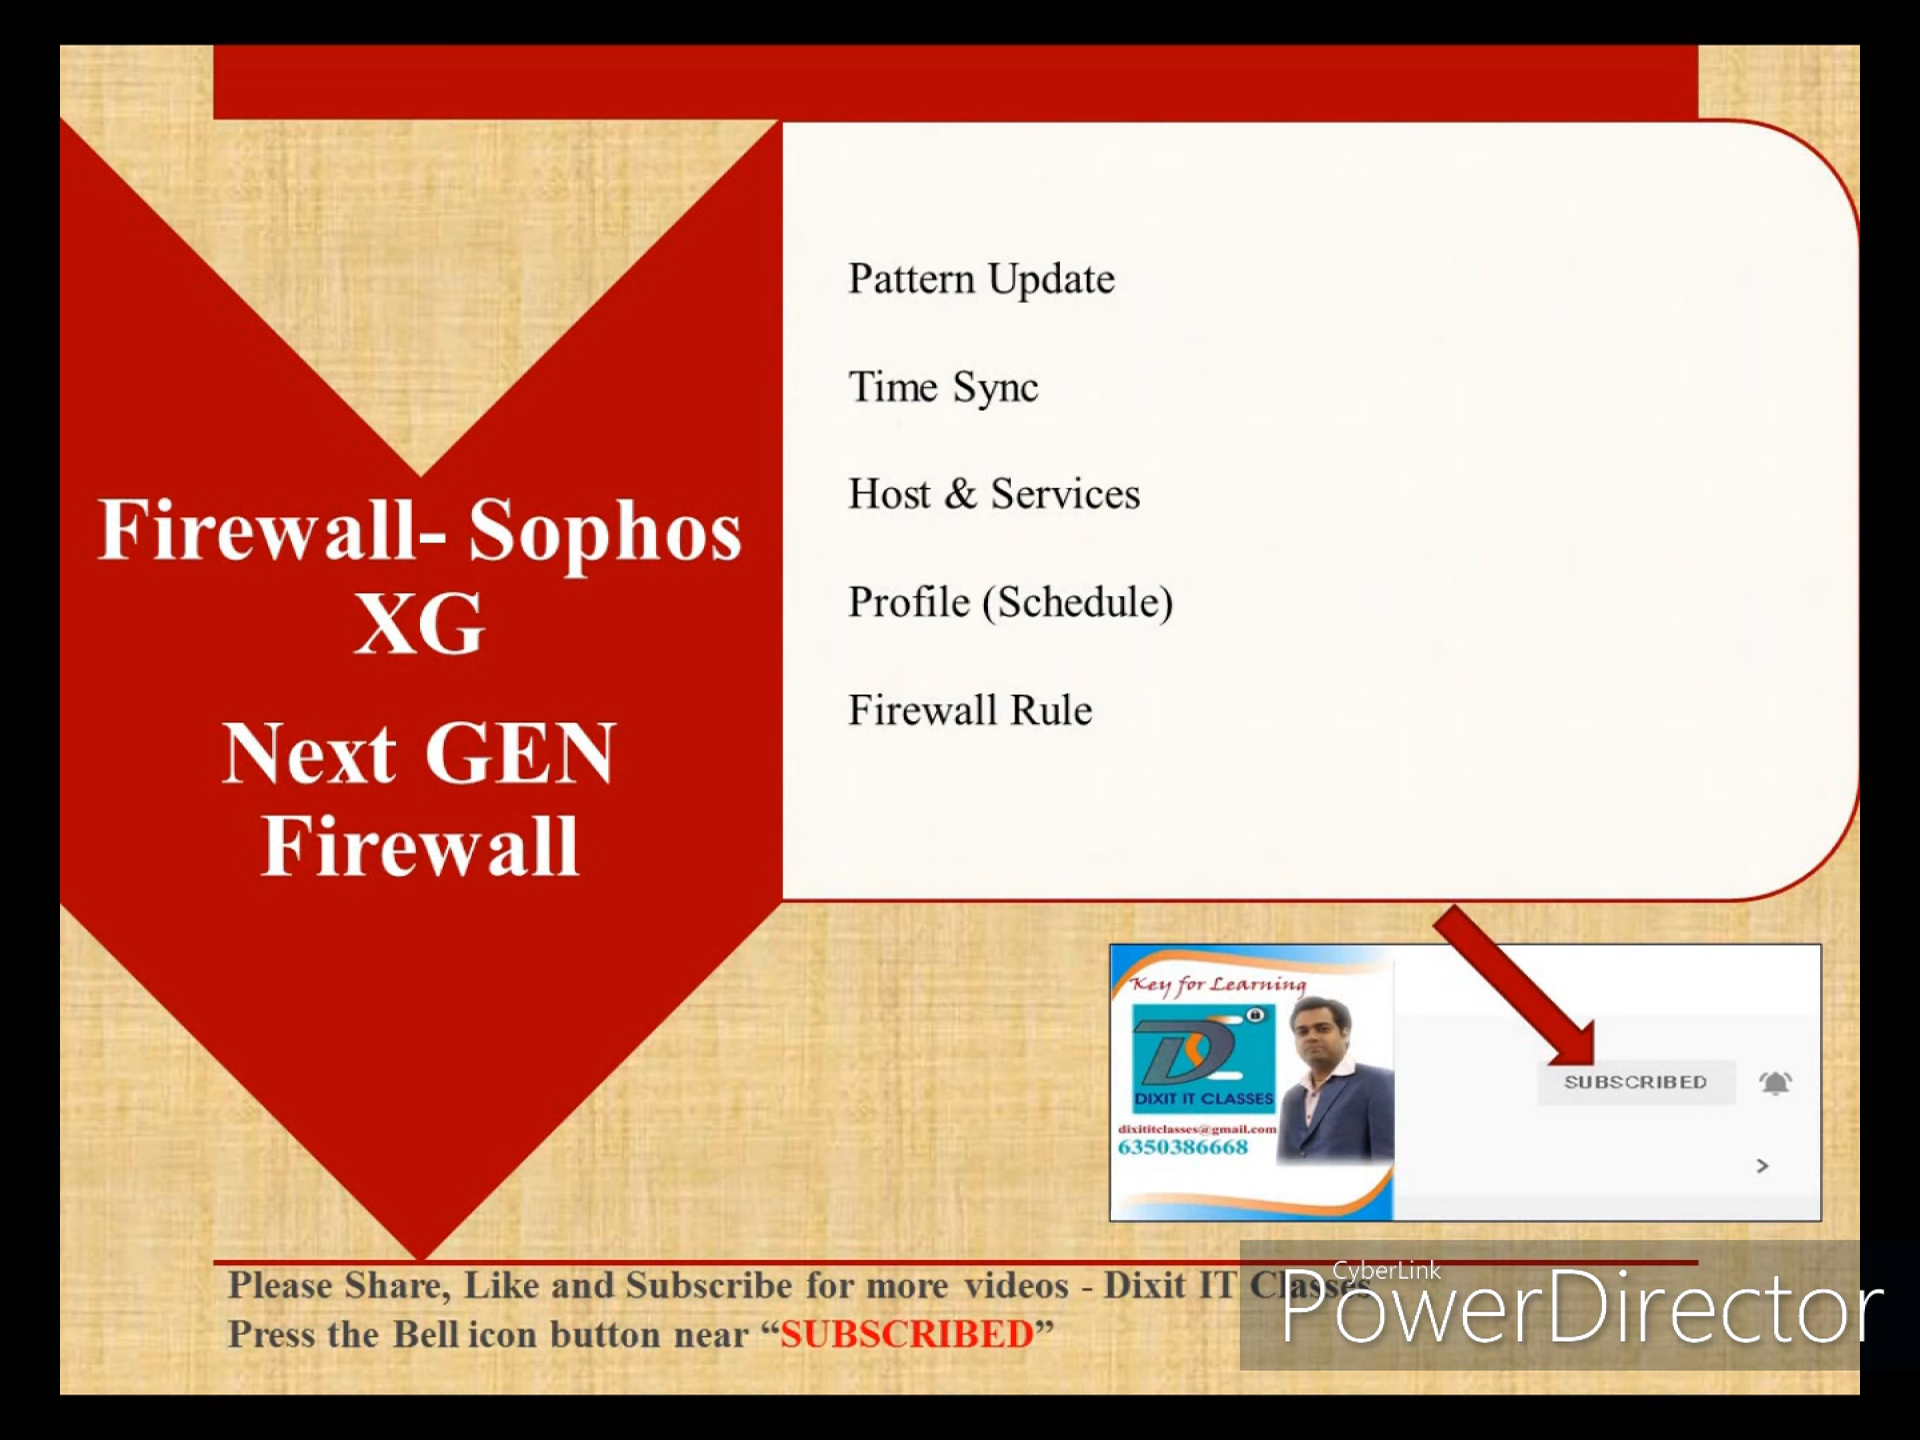 Firewall- Sophos
XG
Next GEN
Firewall
Pattern Update
Time Sync
Host & Services
Profile (Schedule)
Firewall Rule
Key for Learning
DIXIT IT CLASSES
dixititclasses@gmail.com
6350386668
SUBSCRIBED
Please Share, Like and Subscribe for more videos - Dixit IT Classes
Press the Bell icon button near “SUBSCRIBED”
CyberLink
PowerDirector